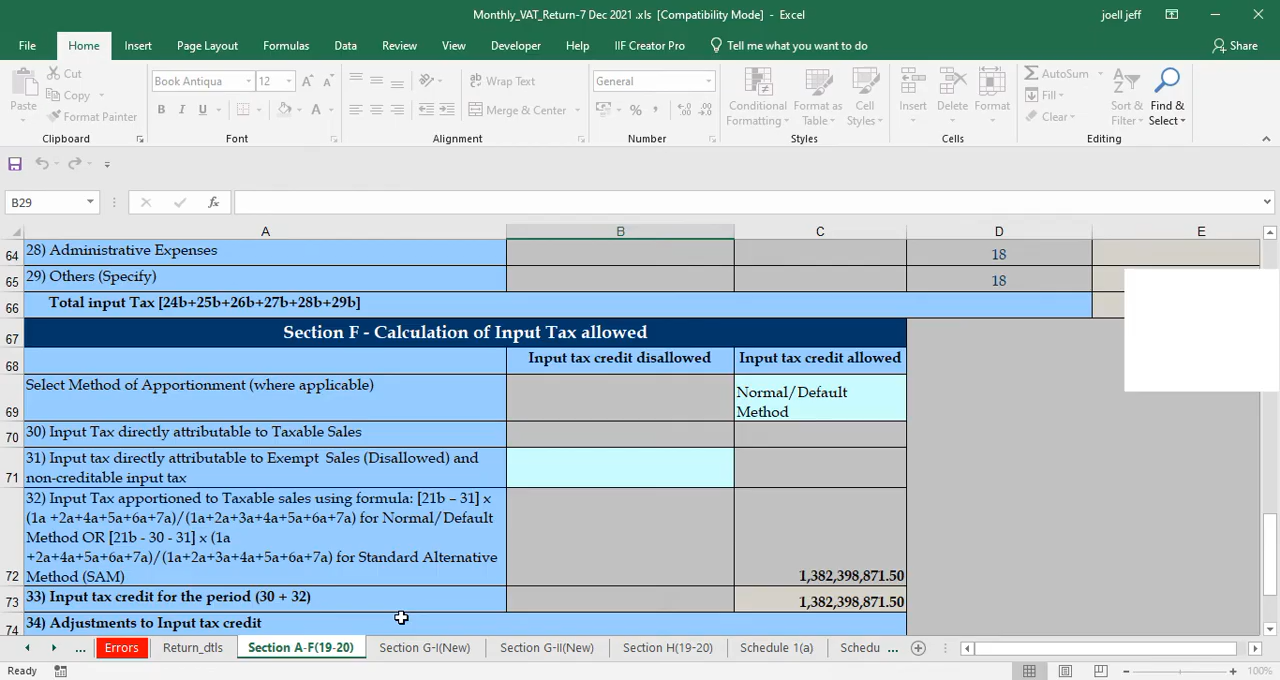 Monthly_VAT_Return-7 Dec 2021 .xls [Compatibility Mode] - Excel
joell jeff
File Home Insert Page Layout Formulas Data Review View Developer Help IIF Creator Pro Tell me what you want to do Share
Paste
Cut
Copy
Format Painter
Book Antiqua 12
B I U
Wrap Text
Merge & Center
General
Conditional Formatting
Format as Table
Cell Styles
Insert Delete Format
AutoSum
Fill
Clear
Sort & Filter
Find & Select
Clipboard Font Alignment Number Styles Cells Editing
B29 fx
A B C D E
64 28) Administrative Expenses 18
65 29) Others (Specify) 18
66 Total input Tax [24b+25b+26b+27b+28b+29b]
67 Section F - Calculation of Input Tax allowed
68 Input tax credit disallowed Input tax credit allowed
Select Method of Apportionment (where applicable)
Normal/Default
69 Method
70 30) Input Tax directly attributable to Taxable Sales
31) Input tax directly attributable to Exempt Sales (Disallowed) and
71 non-creditable input tax
32) Input Tax apportioned to Taxable sales using formula: [21b – 31] x
(1a +2a+4a+5a+6a+7a)/(1a+2a+3a+4a+5a+6a+7a) for Normal/Default
Method OR [21b - 30 - 31] x (1a
+2a+4a+5a+6a+7a)/(1a+2a+3a+4a+5a+6a+7a) for Standard Alternative
72 Method (SAM) 1,382,398,871.50
73 33) Input tax credit for the period (30 + 32) 1,382,398,871.50
74 34) Adjustments to Input tax credit
... Errors Return_dtls Section A-F(19-20) Section G-I(New) Section G-II(New) Section H(19-20) Schedule 1(a) Schedu ...
Ready 100%